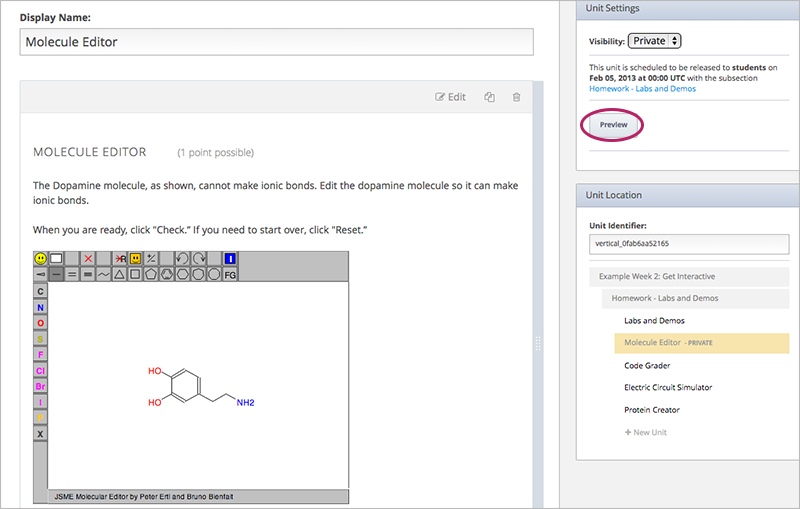 Display Name:
Molecule Editor
Edit
MOLECULE EDITOR (1 point possible)
The Dopamine molecule, as shown, cannot make ionic bonds. Edit the dopamine molecule so it can make
ionic bonds.
When you are ready, click "Check." If you need to start over, click "Reset."
R
+/-
I
FG
C
N
O
S
F
Cl
Br
I
P
X
HO
HO
NH2
JSME Molecular Editor by Peter Ertl and Bruno Bienfait
Unit Settings
Visibility: Private
This unit is scheduled to be released to students on
Feb 05, 2013 at 00:00 UTC with the subsection
Homework - Labs and Demos
Preview
Unit Location
Unit Identifier:
vertical_0fab6aa52165
Example Week 2: Get Interactive
Homework - Labs and Demos
Labs and Demos
Molecule Editor - PRIVATE
Code Grader
Electric Circuit Simulator
Protein Creator
+ New Unit